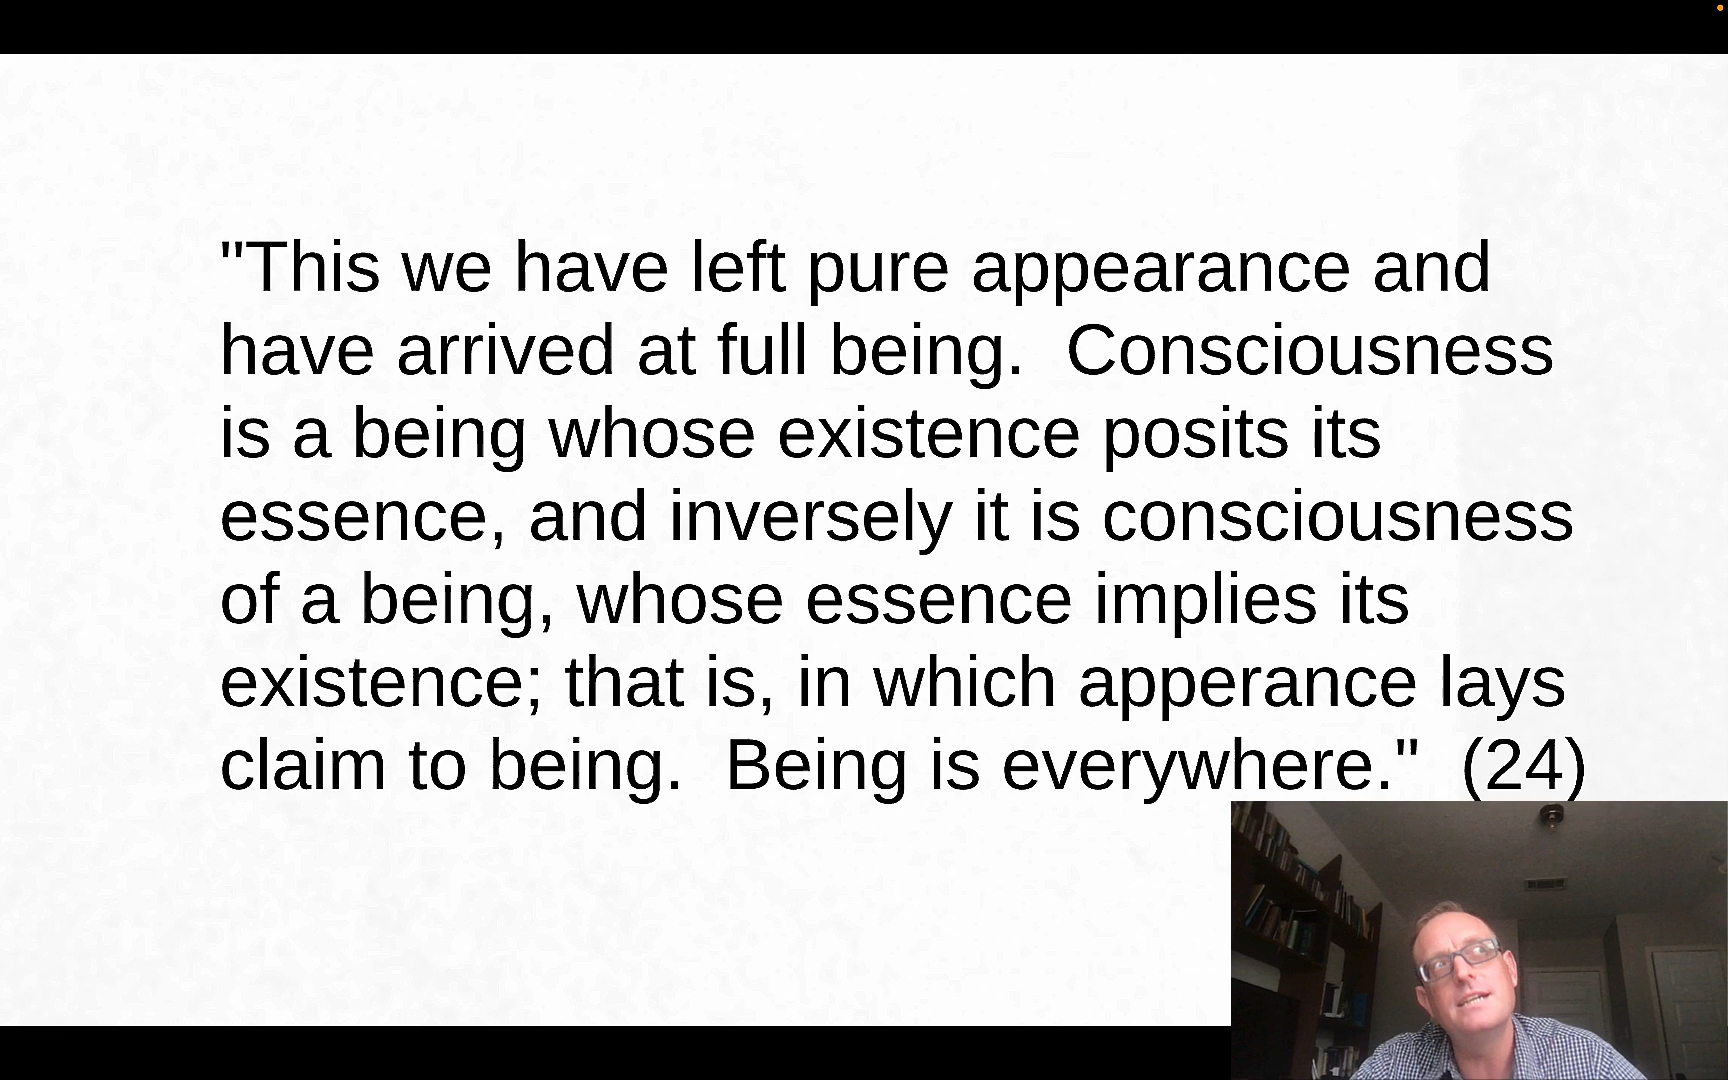 "This we have left pure appearance and
have arrived at full being.  Consciousness
is a being whose existence posits its
essence, and inversely it is consciousness
of a being, whose essence implies its
existence; that is, in which apperance lays
claim to being.  Being is everywhere."  (24)